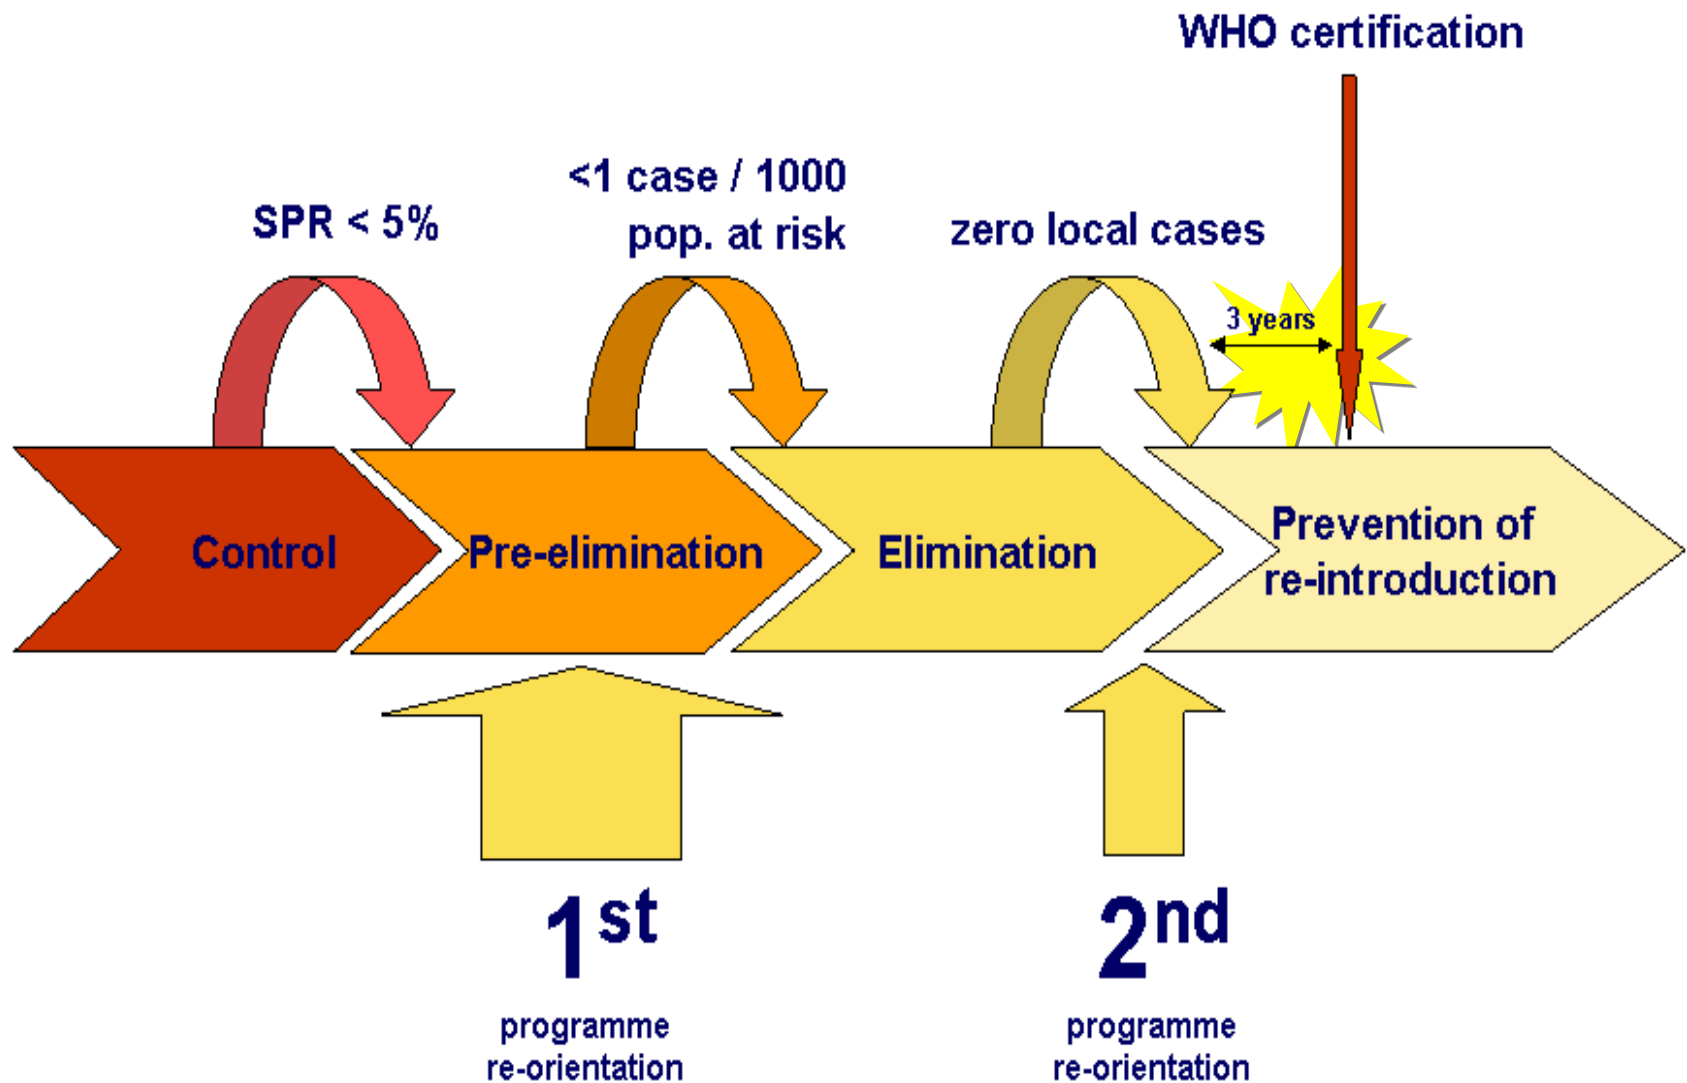 WHO certification
<1 case / 1000
pop. at risk
SPR < 5%
zero local cases
3 years
Control
Pre-elimination
Elimination
Prevention of
re-introduction
1st
programme
re-orientation
2nd
programme
re-orientation